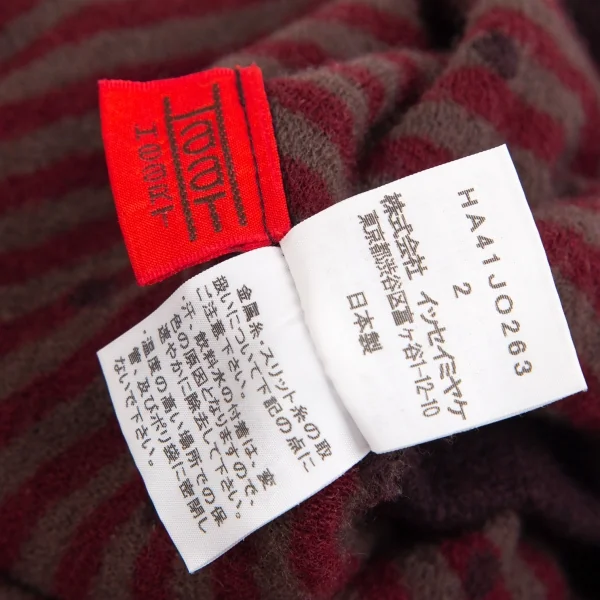 HA41JO263
2
株式会社 イッセイミヤケ
東京都渋谷区富ヶ谷1-12-10
日本製
金属糸・スリット糸の取
扱いについて下記の点に
ご注意下さい。
・汗、飲料水の付着は、変
色の原因となりますので、
速やかに除去して下さい。
・温度の高い場所での保
管、及びポリ袋に密閉し
ないで下さい。